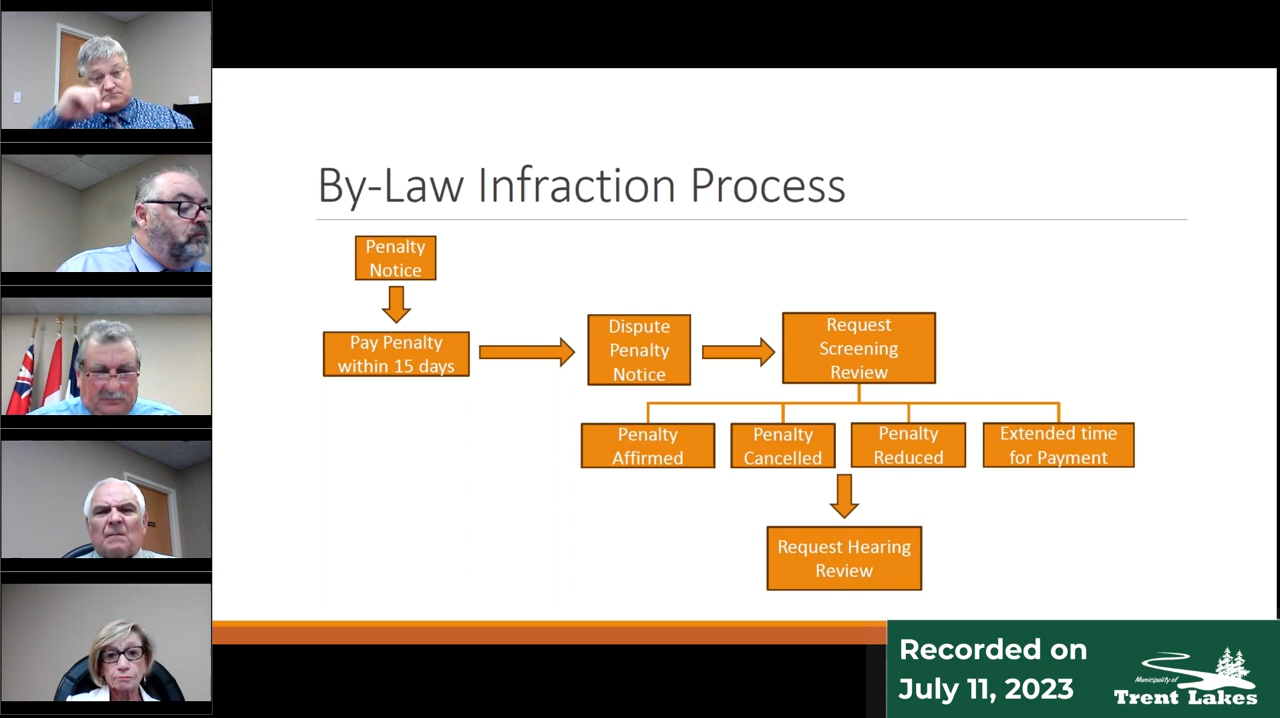 By-Law Infraction Process
Penalty
Notice
Pay Penalty
within 15 days
Dispute
Penalty
Notice
Request
Screening
Review
Penalty
Affirmed
Penalty
Cancelled
Penalty
Reduced
Extended time
for Payment
Request Hearing
Review
Recorded on
July 11, 2023
Municipality of
Trent Lakes